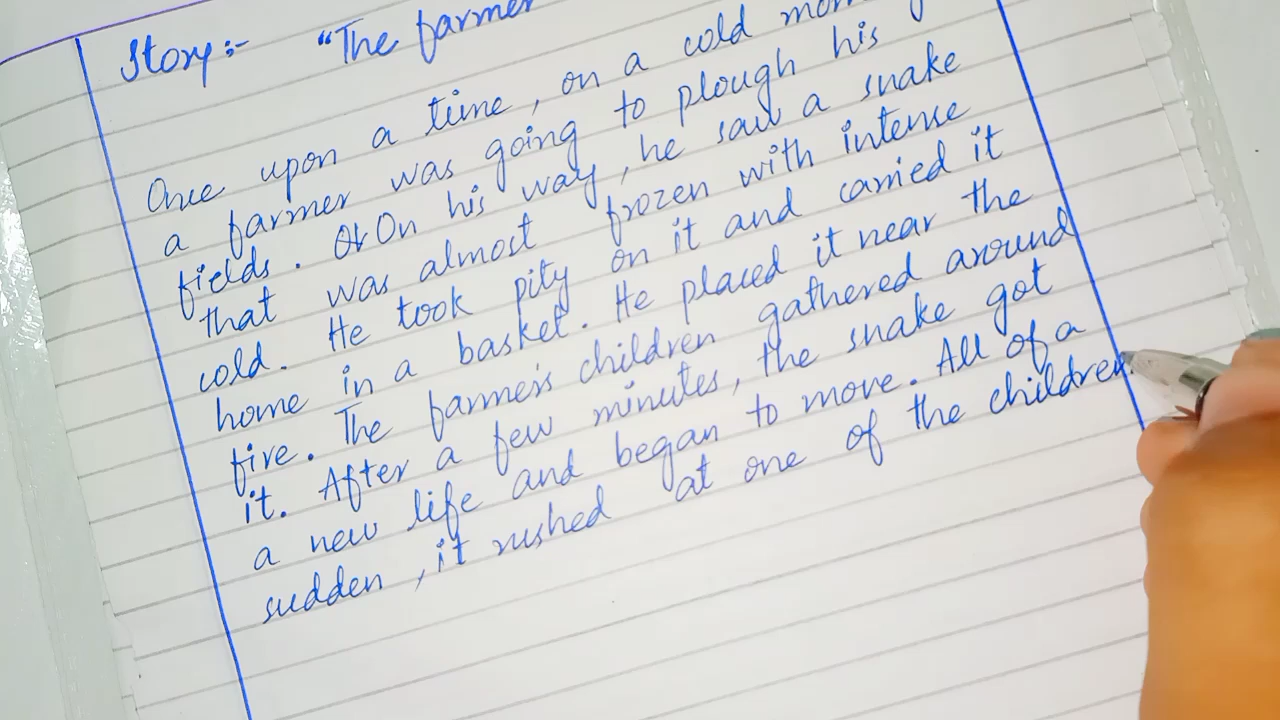 Story:- "The farmer
Once upon a time, on a cold mor
a farmer was going to plough his
fields. Ot On his way, he saw a snake
that was almost frozen with intense
cold. He took pity on it and carried it
home in a basket. He placed it near the
fire. The farmer's children gathered around
it. After a few minutes, the snake got
a new life and began to move. All of a
sudden, it rushed at one of the children.